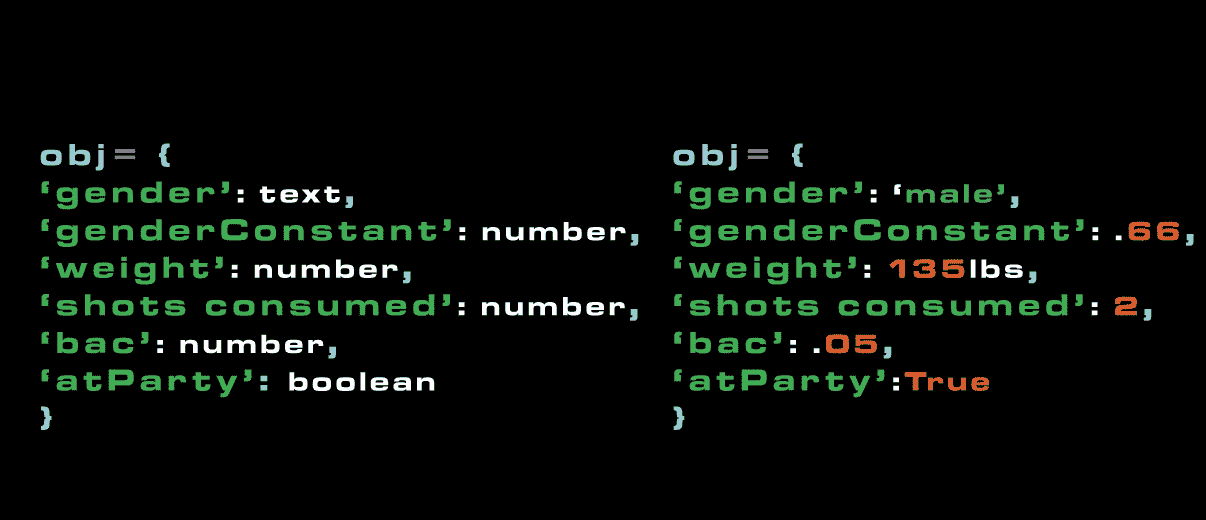 obj= {
‘gender’: text,
‘genderConstant’: number,
‘weight’: number,
‘shots consumed’: number,
‘bac’: number,
‘atParty’: boolean
}
obj= {
‘gender’: ‘male’,
‘genderConstant’: .66,
‘weight’: 135lbs,
‘shots consumed’: 2,
‘bac’: .05,
‘atParty’:True
}